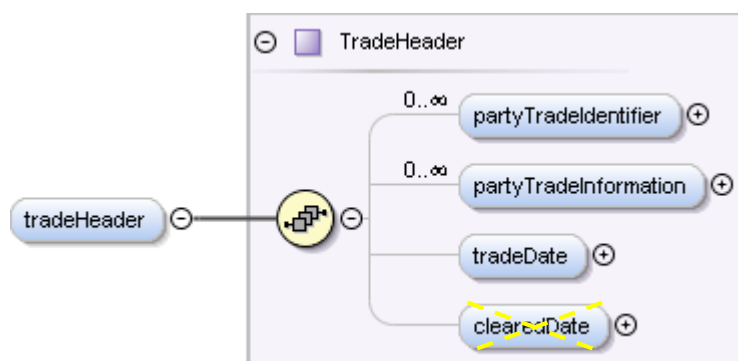 TradeHeader
0..∞
partyTradeIdentifier
0..∞
partyTradeInformation
tradeHeader
tradeDate
clearedDate